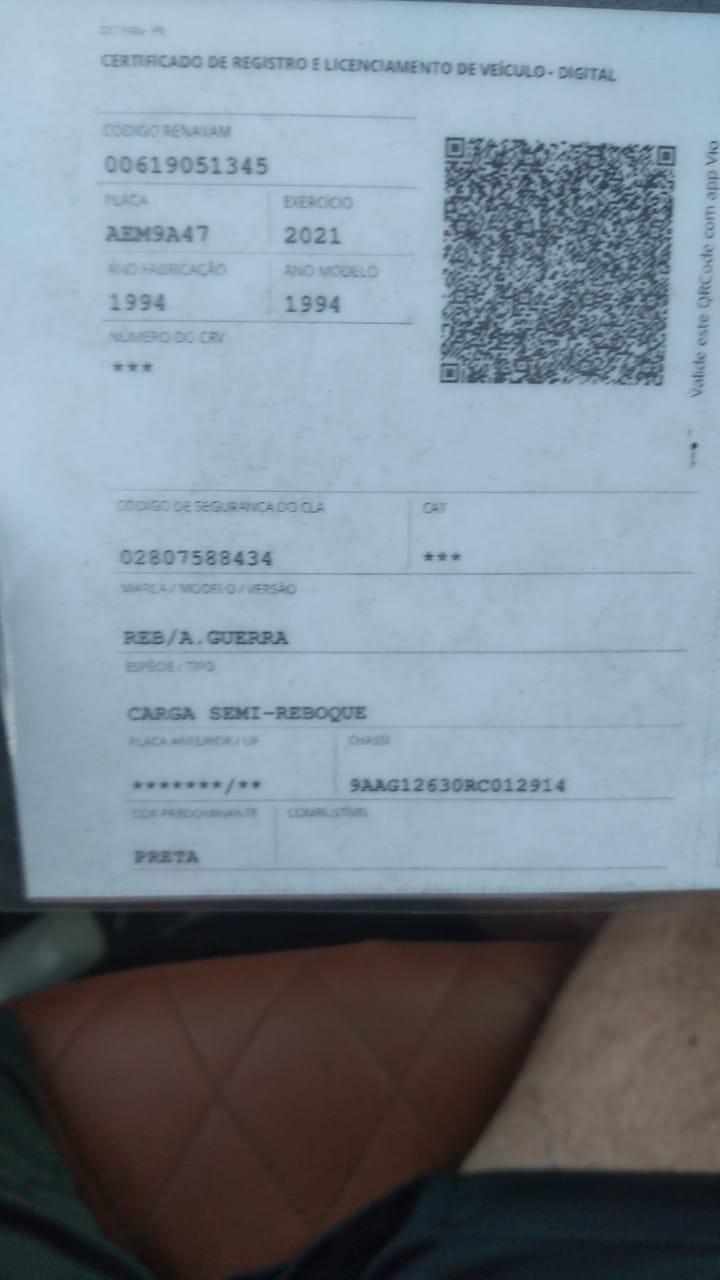 DETRAN- PR
CERTIFICADO DE REGISTRO E LICENCIAMENTO DE VEÍCULO - DIGITAL
CÓDIGO RENAVAM
00619051345
PLACA EXERCÍCIO
AEM9A47 2021
ANO FABRICAÇÃO ANO MODELO
1994 1994
NÚMERO DO CRV
***
Valide este QRCode com app Vio
CÓDIGO DE SEGURANÇA DO CLA CAT
02807588434 ***
MARCA / MODELO / VERSÃO
REB/A.GUERRA
ESPÉCIE / TIPO
CARGA SEMI-REBOQUE
PLACA ANTERIOR / UF CHASSI
*******/** 9AAG12630RC012914
COR PREDOMINANTE COMBUSTÍVEL
PRETA